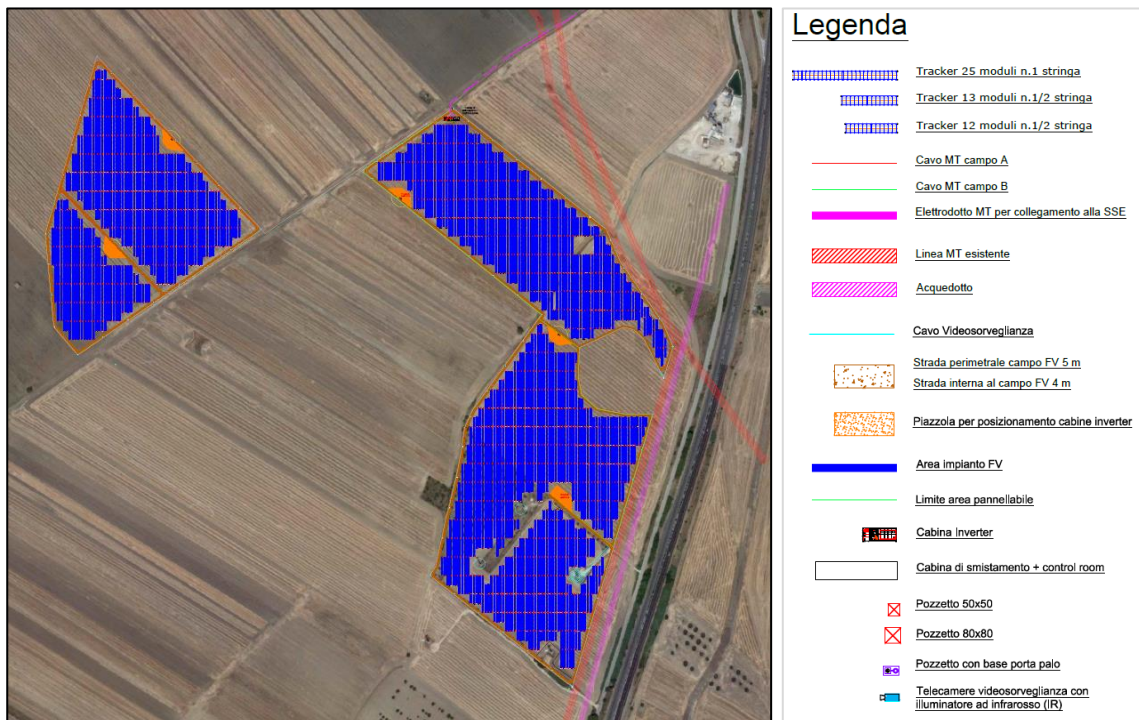 Legenda
Tracker 25 moduli n.1 stringa
Tracker 13 moduli n.1/2 stringa
Tracker 12 moduli n.1/2 stringa
Cavo MT campo A
Cavo MT campo B
Elettrodotto MT per collegamento alla SSE
Linea MT esistente
Acquedotto
Cavo Videosorveglianza
Strada perimetrale campo FV 5 m
Strada interna al campo FV 4 m
Piazzola per posizionamento cabine inverter
Area impianto FV
Limite area pannellabile
Cabina Inverter
Cabina di smistamento + control room
Pozzetto 50x50
Pozzetto 80x80
Pozzetto con base porta palo
Telecamere videosorveglianza con
illuminatore ad infrarosso (IR)